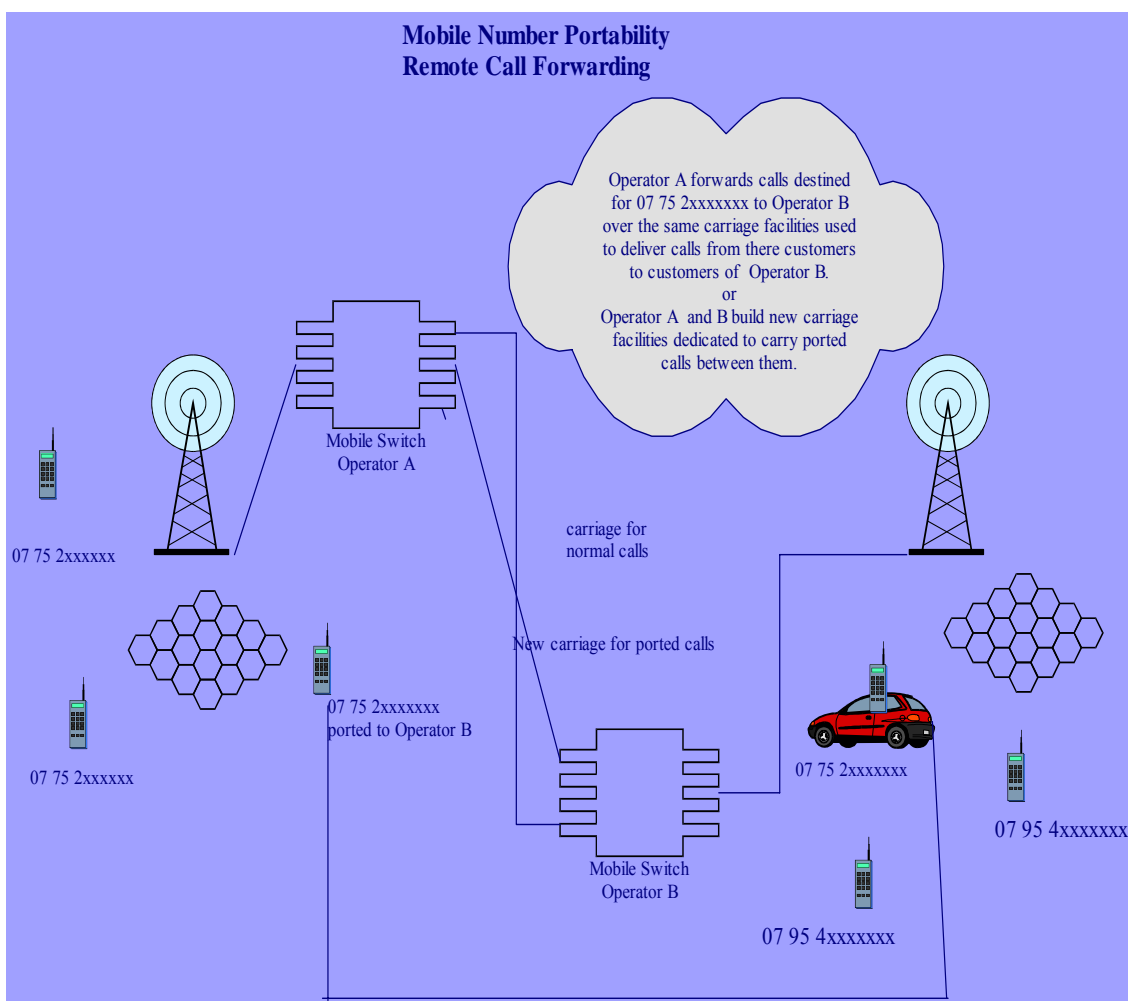 Mobile Number Portability
Remote Call Forwarding
Operator A forwards calls destined
for 07 75 2xxxxxxx to Operator B
over the same carriage facilities used
to deliver calls from there customers
to customers of Operator B.
or
Operator A and B build new carriage
facilities dedicated to carry ported
calls between them.
Mobile Switch
Operator A
07 75 2xxxxxx
carriage for
normal calls
New carriage for ported calls
07 75 2xxxxxxx
ported to Operator B
07 75 2xxxxxx
07 75 2xxxxxxx
07 95 4xxxxxxx
Mobile Switch
Operator B
07 95 4xxxxxxx